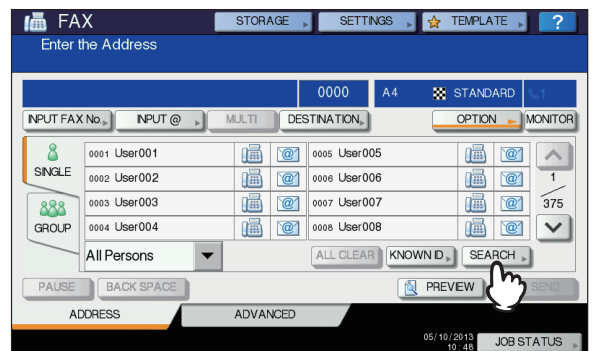 FAX STORAGE SETTINGS TEMPLATE ?
Enter the Address
0000 A4 STANDARD 1
INPUT FAX No. INPUT @ MULTI DESTINATION OPTION MONITOR
SINGLE
0001 User001 @ 0005 User005 @
0002 User002 @ 0006 User006 @
1
0003 User003 @ 0007 User007 @
375
GROUP
0004 User004 @ 0008 User008 @
All Persons ALL CLEAR KNOWN ID SEARCH
PAUSE BACK SPACE PREVIEW SEND
ADDRESS ADVANCED
05/10/2013
10:48 JOB STATUS